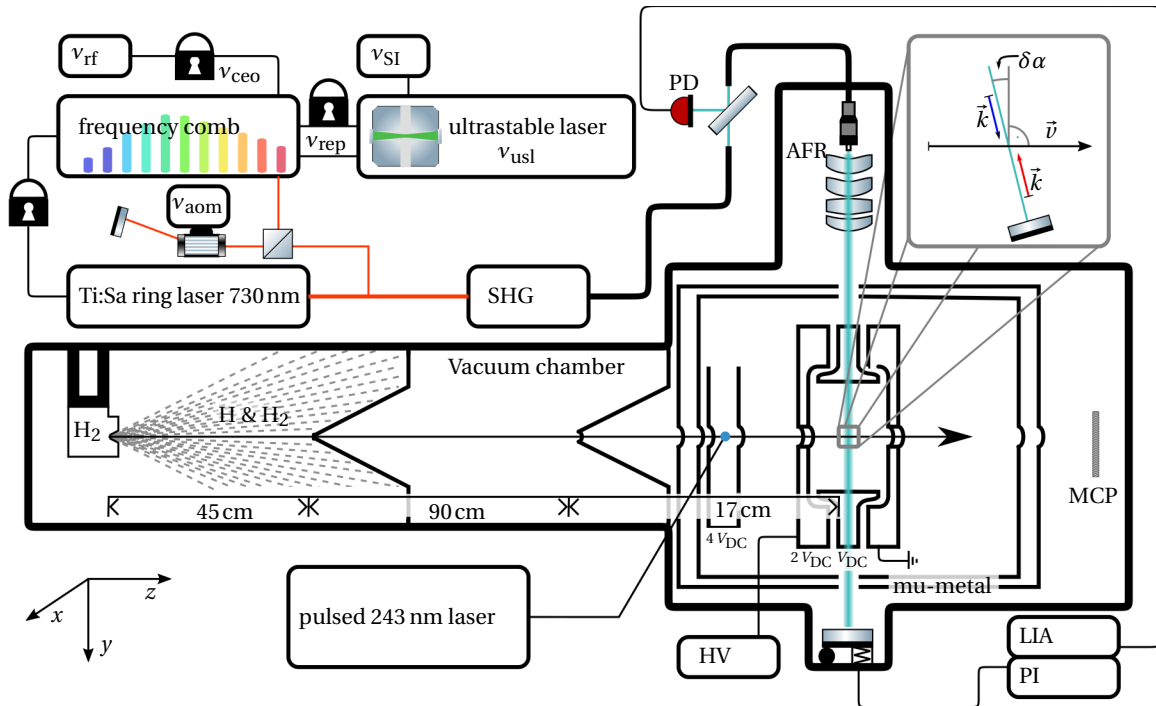 ν_rf
ν_ceo
ν_SI
frequency comb
ν_rep
ultrastable laser
ν_usl
ν_aom
Ti:Sa ring laser 730 nm
SHG
PD
AFR
δα
k⃗
v⃗
k⃗
Vacuum chamber
H₂
H & H₂
45 cm
90 cm
17 cm
4 V_DC
2 V_DC
V_DC
MCP
mu-metal
x
y
z
pulsed 243 nm laser
HV
LIA
PI